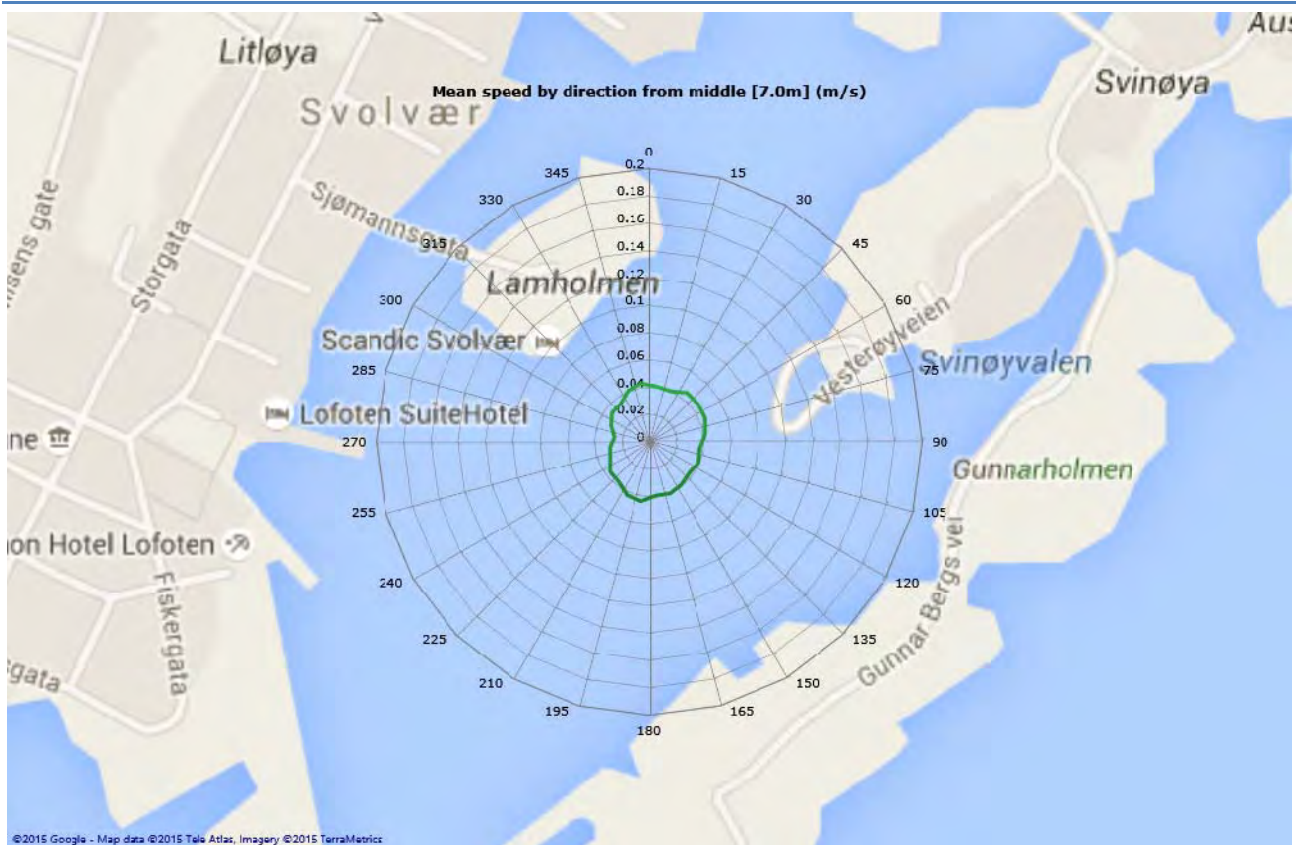 Aus
Litløya
Svinøya
Mean speed by direction from middle [7.0m] (m/s)
Svolvær
0
0.2
345
15
0.18
330
30
Sjømannsgata
0.16
315
45
0.14
0.12
Lamholmen
Storgata
300
60
0.1
Vesterøyveien
0.08
Scandic Svolvær
Svinøyvalen
285
75
0.06
0.04
Lofoten SuiteHotel
0.02
270
0
90
ne
Gunnarholmen
255
105
on Hotel Lofoten
Fiskergata
240
120
Gunnar Bergs vei
225
135
gata
210
150
195
165
180
nsens gate
©2015 Google - Map data ©2015 Tele Atlas, Imagery ©2015 TerraMetrics